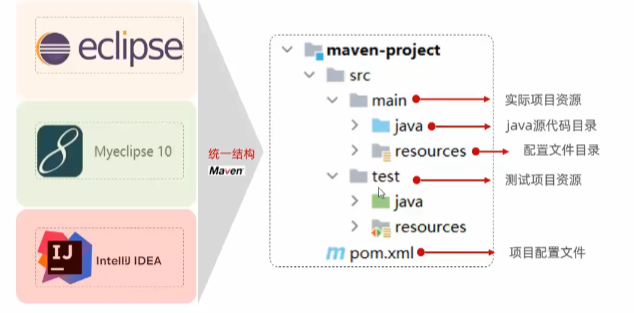 eclipse
Myeclipse 10
IJ
IntelliJ IDEA
统一结构
Maven
maven-project
src
main
实际项目资源
java
java源代码目录
resources
配置文件目录
test
测试项目资源
java
resources
m pom.xml
项目配置文件